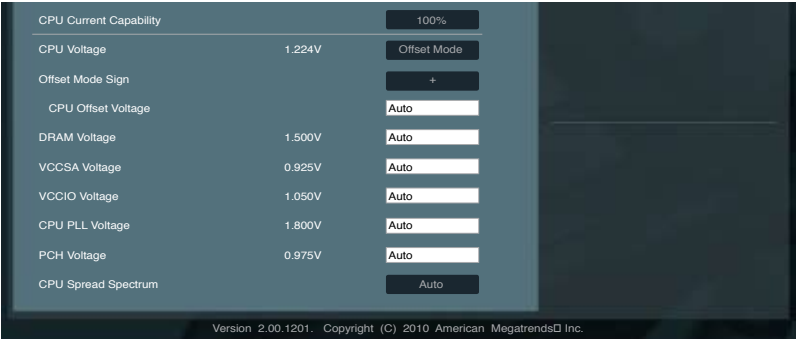 CPU Current Capability 100%
CPU Voltage 1.224V Offset Mode
Offset Mode Sign +
CPU Offset Voltage Auto
DRAM Voltage 1.500V Auto
VCCSA Voltage 0.925V Auto
VCCIO Voltage 1.050V Auto
CPU PLL Voltage 1.800V Auto
PCH Voltage 0.975V Auto
CPU Spread Spectrum Auto
Version 2.00.1201. Copyright (C) 2010 American Megatrends□ Inc.